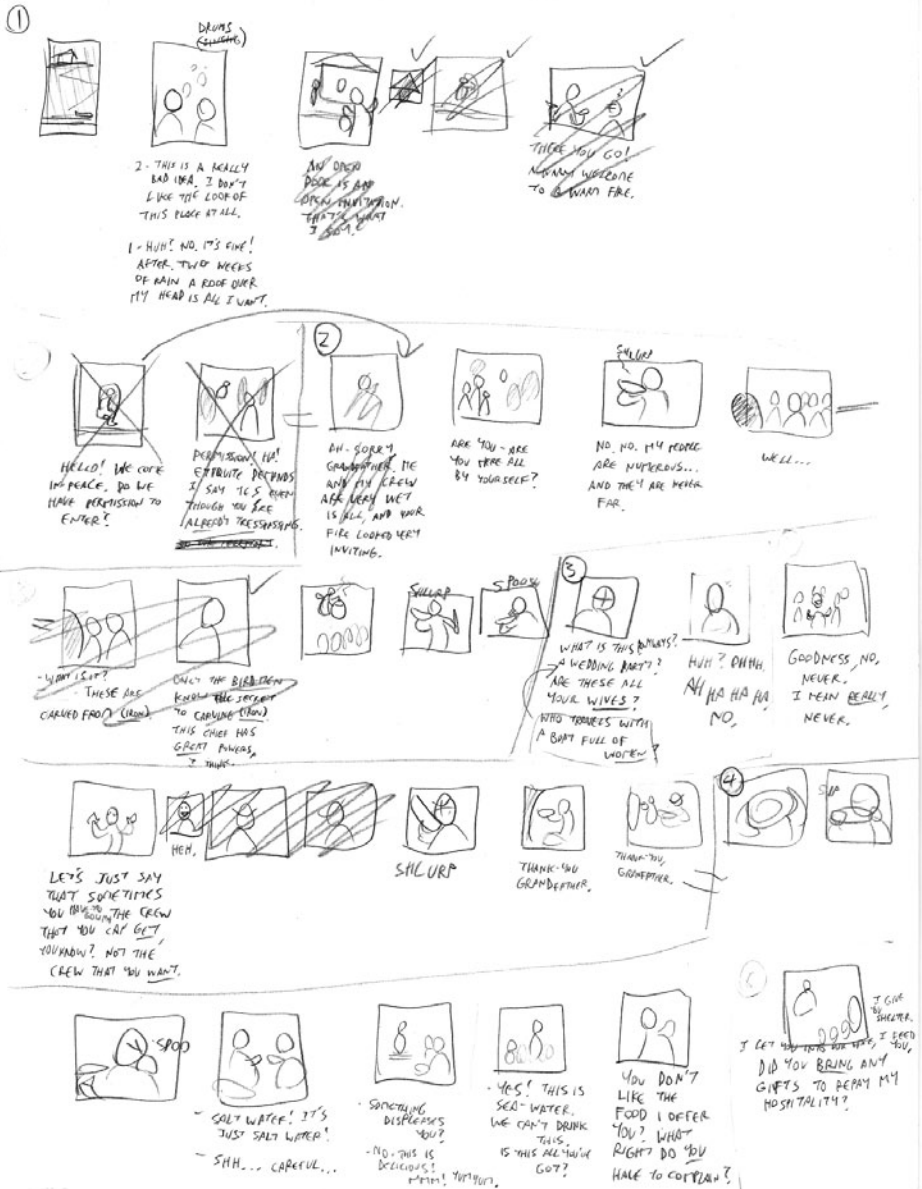 1
DRUMS
(SINGING)
2 - THIS IS A REALLY
BAD IDEA. I DON'T
LIKE THE LOOK OF
THIS PLACE AT ALL.
1 - HUH? NO. IT'S FINE!
AFTER TWO WEEKS
OF RAIN A ROOF OVER
MY HEAD IS ALL I WANT.
AN OPEN
DOOR IS AN
OPEN INVITATION.
THAT'S WHAT
I SAY.
THERE YOU GO!
A WARM WELCOME
TO A WARM FIRE.
HELLO! WE COME
IN PEACE. DO WE
HAVE PERMISSION TO
ENTER?
PERMISSION! HA!
I SAY YES EVEN
THOUGH YOU ARE
ALREADY TRESSPASSING.
2
AH - SORRY
GRANDFATHER. ME
AND MY CREW
ARE VERY WET
IS ALL, AND YOUR
FIRE LOOKED VERY
INVITING.
ARE YOU - ARE
YOU HERE ALL
BY YOURSELF?
SHLURP
NO. NO. MY PEOPLE
ARE NUMEROUS...
AND THEY ARE NEVER
FAR.
WELL...
- WHAT IS IT?
- THESE ARE
CARVED FROM (IRON).
ONLY THE BIRD MEN
KNOW THE SECRET
TO CARVING (IRON)
THIS CHIEF HAS
GREAT POWERS,
I THINK.
SHLURP
SPOOSH
3
WHAT IS THIS ANYWAYS?
A WEDDING PARTY?
ARE THESE ALL
YOUR WIVES?
WHO TRAVELS WITH
A BOAT FULL OF
WOMEN?
HUH? OHHH.
AH HA HA HA
NO.
GOODNESS, NO,
NEVER.
I MEAN REALLY
NEVER.
LET'S JUST SAY
THAT SOMETIMES
YOU HAVE TO THE CREW
THAT YOU CAN GET,
YOU KNOW? NOT THE
CREW THAT YOU WANT.
HEH.
SHLURP
THANK-YOU
GRANDFATHER.
THANK-YOU,
GRANDFATHER.
4
SIP
SPOO
- SALT WATER! IT'S
JUST SALT WATER!
- SHH... CAREFUL...
- SOMETHING
DISPLEASES
YOU?
- NO. THIS IS
DELICIOUS!
MMM! YUM YUM.
- YES! THIS IS
SEA-WATER.
WE CAN'T DRINK
THIS.
IS THIS ALL YOU'VE
GOT?
YOU DON'T
LIKE THE
FOOD I OFFER
YOU? WHAT
RIGHT DO YOU
HAVE TO COMPLAIN?
I GIVE
YOU
SHELTER.
I LET YOU INTO OUR, I FEED
YOU,
DID YOU BRING ANY
GIFTS TO REPAY MY
HOSPITALITY?